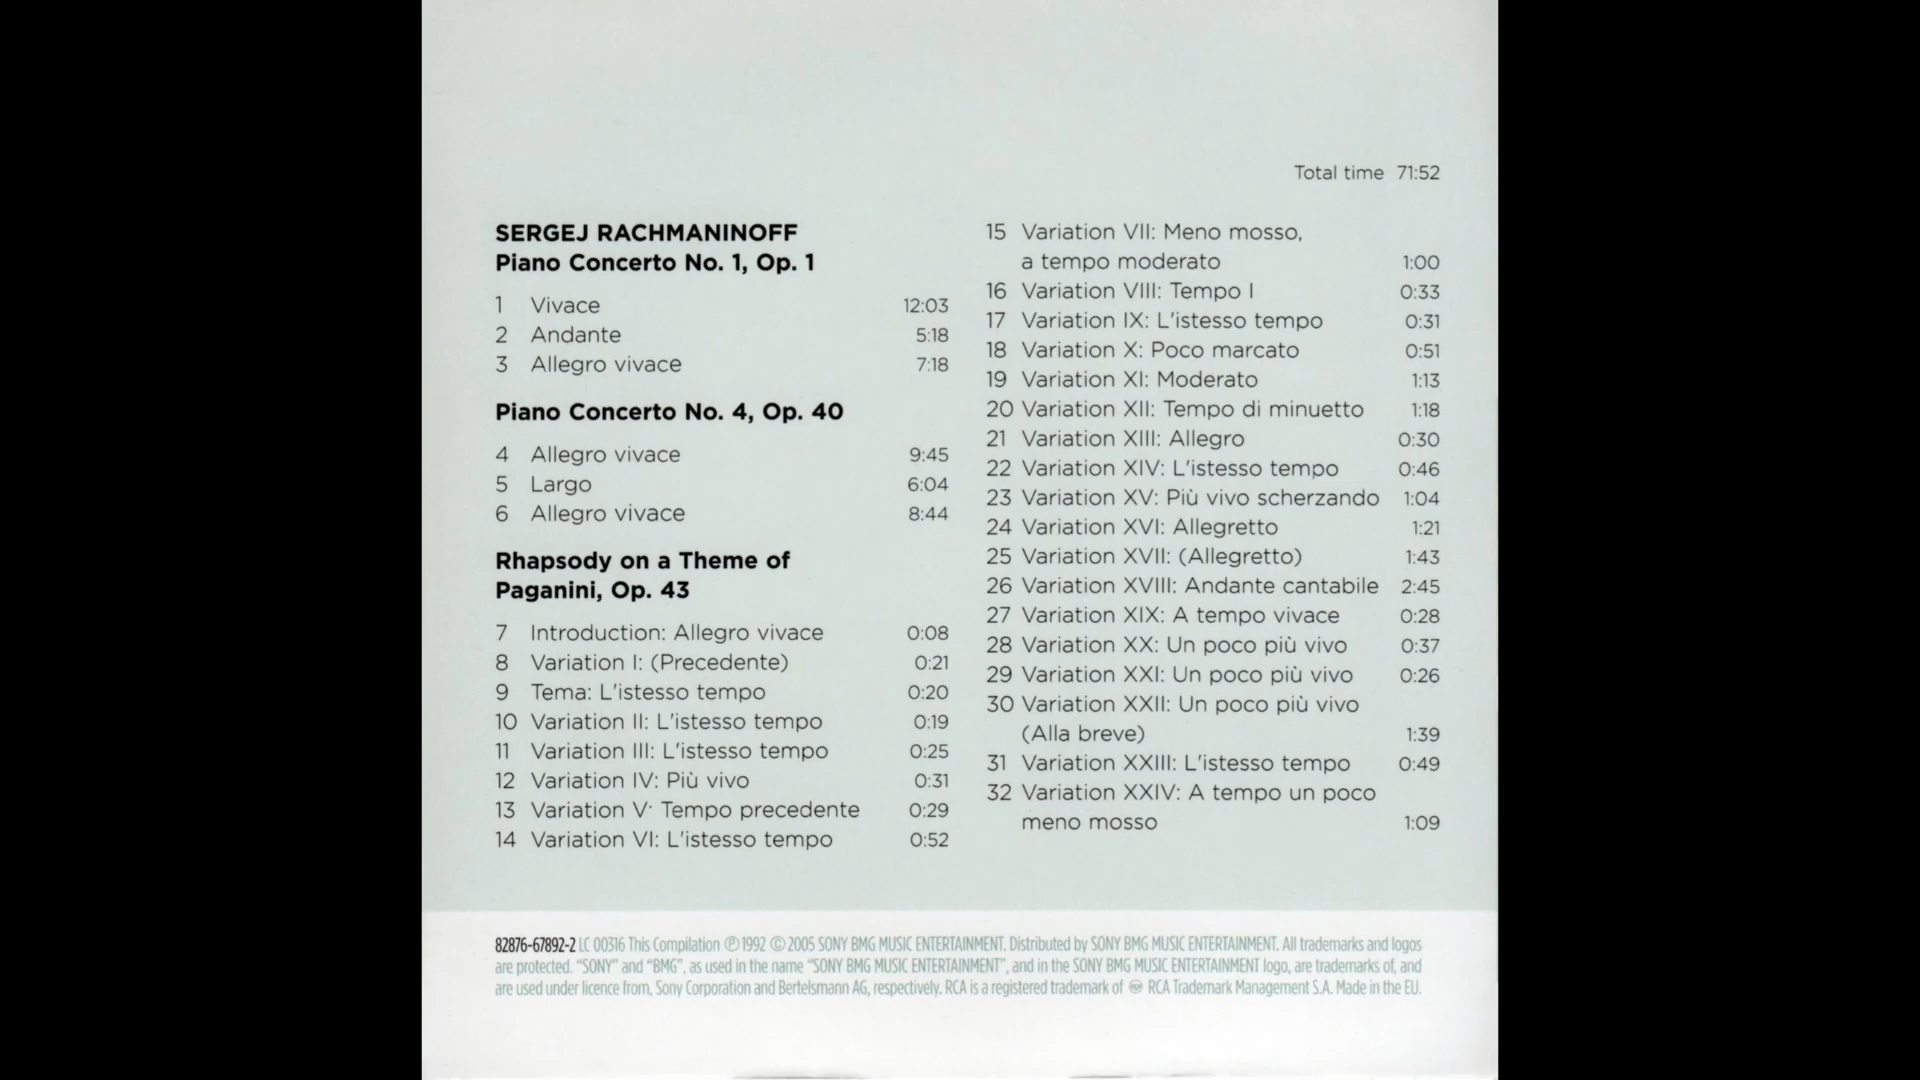 Total time 71:52
SERGEJ RACHMANINOFF
Piano Concerto No. 1, Op. 1
1 Vivace 12:03
2 Andante 5:18
3 Allegro vivace 7:18
Piano Concerto No. 4, Op. 40
4 Allegro vivace 9:45
5 Largo 6:04
6 Allegro vivace 8:44
Rhapsody on a Theme of
Paganini, Op. 43
7 Introduction: Allegro vivace 0:08
8 Variation I: (Precedente) 0:21
9 Tema: L'istesso tempo 0:20
10 Variation II: L'istesso tempo 0:19
11 Variation III: L'istesso tempo 0:25
12 Variation IV: Più vivo 0:31
13 Variation V· Tempo precedente 0:29
14 Variation VI: L'istesso tempo 0:52
15 Variation VII: Meno mosso,
a tempo moderato 1:00
16 Variation VIII: Tempo I 0:33
17 Variation IX: L'istesso tempo 0:31
18 Variation X: Poco marcato 0:51
19 Variation XI: Moderato 1:13
20 Variation XII: Tempo di minuetto 1:18
21 Variation XIII: Allegro 0:30
22 Variation XIV: L'istesso tempo 0:46
23 Variation XV: Più vivo scherzando 1:04
24 Variation XVI: Allegretto 1:21
25 Variation XVII: (Allegretto) 1:43
26 Variation XVIII: Andante cantabile 2:45
27 Variation XIX: A tempo vivace 0:28
28 Variation XX: Un poco più vivo 0:37
29 Variation XXI: Un poco più vivo 0:26
30 Variation XXII: Un poco più vivo
(Alla breve) 1:39
31 Variation XXIII: L'istesso tempo 0:49
32 Variation XXIV: A tempo un poco
meno mosso 1:09
82876-67892-2 LC 00316 This Compilation ℗ 1992 © 2005 SONY BMG MUSIC ENTERTAINMENT. Distributed by SONY BMG MUSIC ENTERTAINMENT. All trademarks and logos
are protected. “SONY” and “BMG”, as used in the name “SONY BMG MUSIC ENTERTAINMENT”, and in the SONY BMG MUSIC ENTERTAINMENT logo, are trademarks of, and
are used under licence from, Sony Corporation and Bertelsmann AG, respectively. RCA is a registered trademark of RCA Trademark Management S.A. Made in the EU.